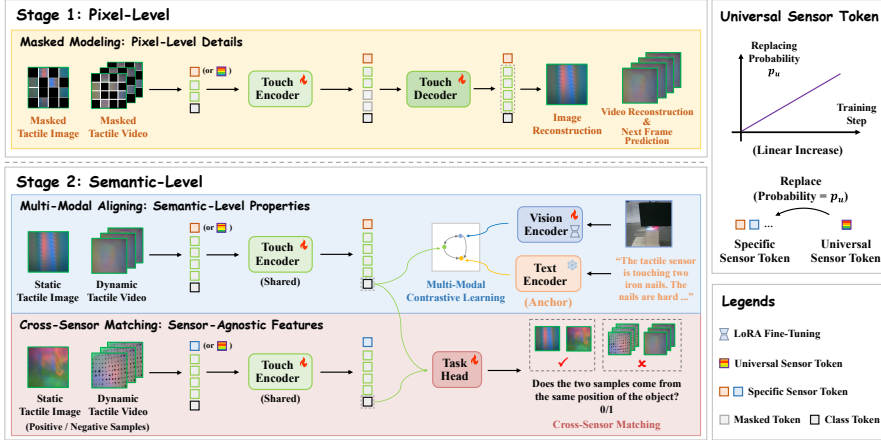 Stage 1: Pixel-Level
Masked Modeling: Pixel-Level Details
Masked
Tactile Image
Masked
Tactile Video
(or )
Touch
Encoder
Touch
Decoder
Image
Reconstruction
Video Reconstruction
&
Next Frame
Prediction
Stage 2: Semantic-Level
Multi-Modal Aligning: Semantic-Level Properties
Static
Tactile Image
Dynamic
Tactile Video
(or )
Touch
Encoder
(Shared)
Multi-Modal
Contrastive Learning
Vision
Encoder
Text
Encoder
(Anchor)
“The tactile sensor
is touching two
iron nails. The
nails are hard ...”
Cross-Sensor Matching: Sensor-Agnostic Features
Static
Tactile Image
Dynamic
Tactile Video
(Positive / Negative Samples)
(or )
Touch
Encoder
(Shared)
Task
Head
Does the two samples come from
the same position of the object?
0/1
Cross-Sensor Matching
Universal Sensor Token
Replacing
Probability
pu
Training
Step
(Linear Increase)
Replace
(Probability = pu)
...
Specific
Sensor Token
Universal
Sensor Token
Legends
LoRA Fine-Tuning
Universal Sensor Token
Specific Sensor Token
Masked Token
Class Token